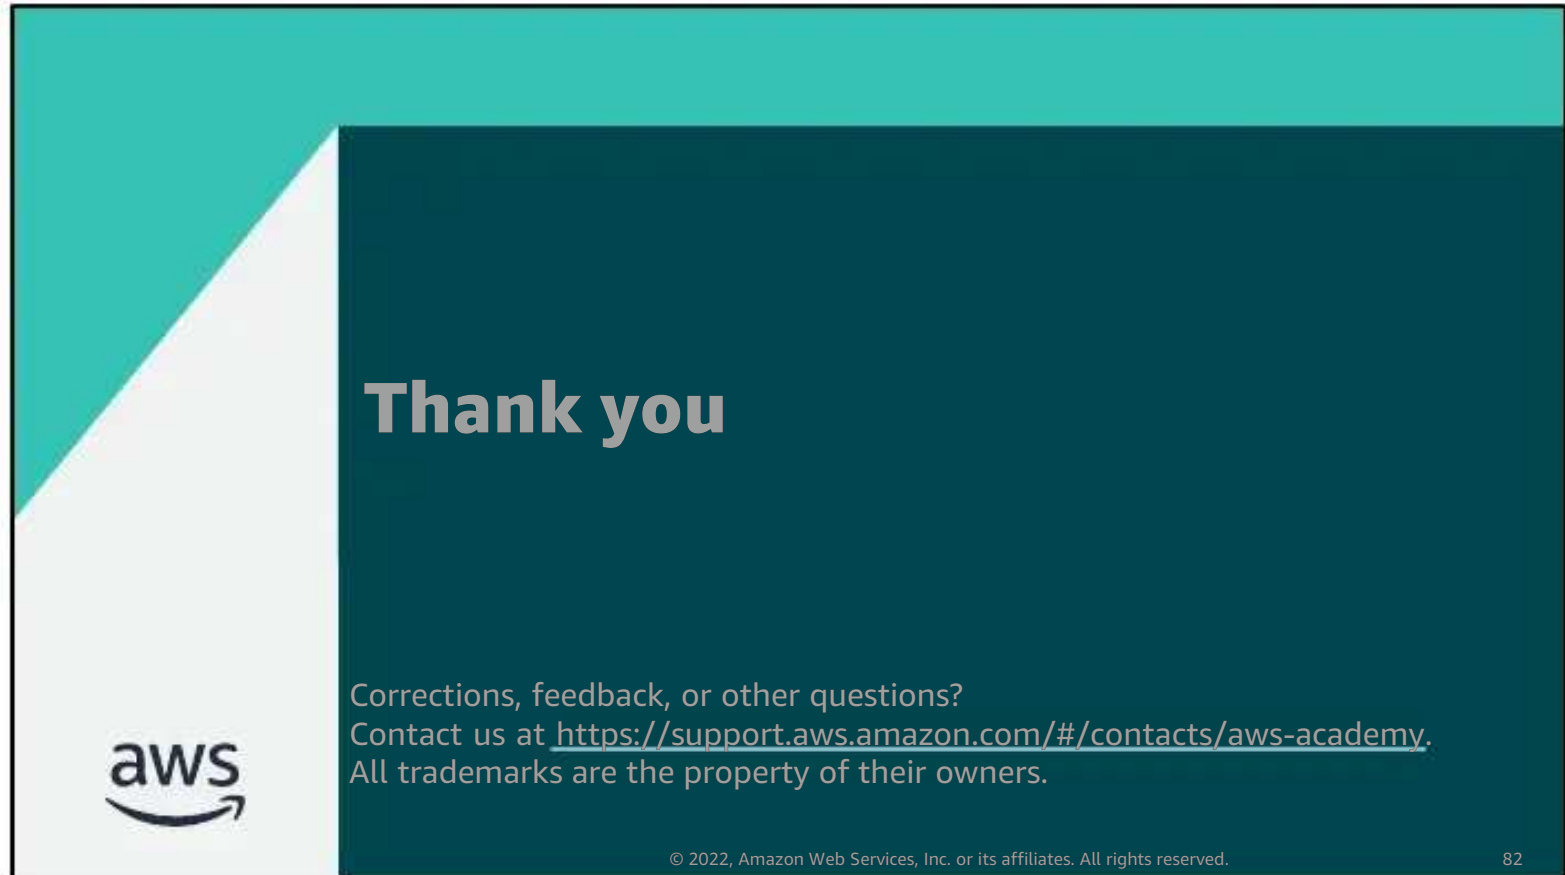 Thank you
Corrections, feedback, or other questions?
Contact us at https://support.aws.amazon.com/#/contacts/aws-academy.
All trademarks are the property of their owners.
aws
© 2022, Amazon Web Services, Inc. or its affiliates. All rights reserved.
82